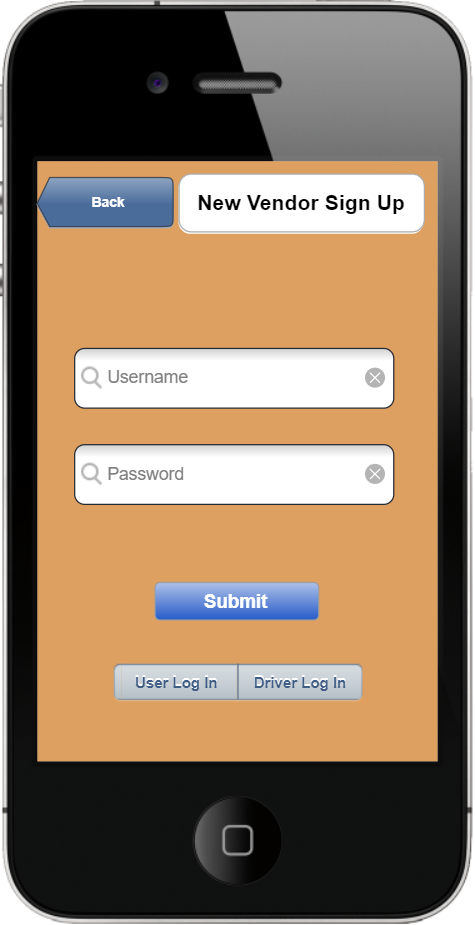 Back
New Vendor Sign Up
Username
Password
Submit
User Log In
Driver Log In